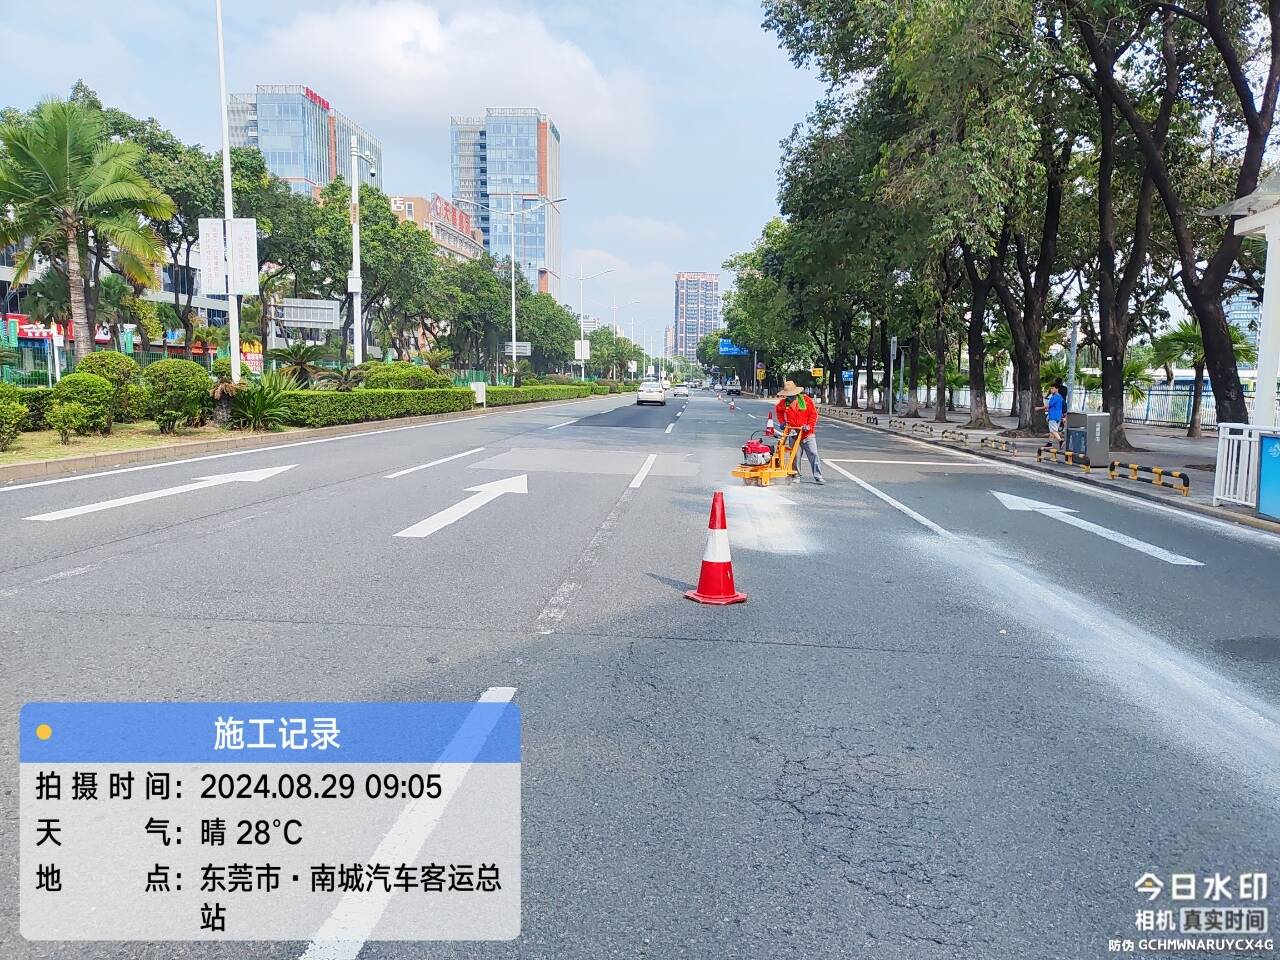 店
施工记录
拍摄时间：2024.08.29 09:05
天气：晴 28°C
地点：东莞市·南城汽车客运总
站
今日水印
相机 真实时间
防伪 GCHMWNARUYCX4G